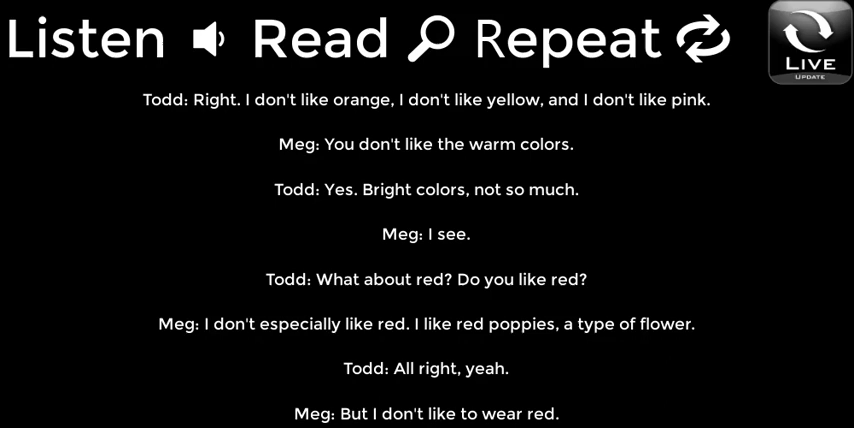 Listen Read Repeat
LIVE
UPDATE
Todd: Right. I don't like orange, I don't like yellow, and I don't like pink.
Meg: You don't like the warm colors.
Todd: Yes. Bright colors, not so much.
Meg: I see.
Todd: What about red? Do you like red?
Meg: I don't especially like red. I like red poppies, a type of flower.
Todd: All right, yeah.
Meg: But I don't like to wear red.